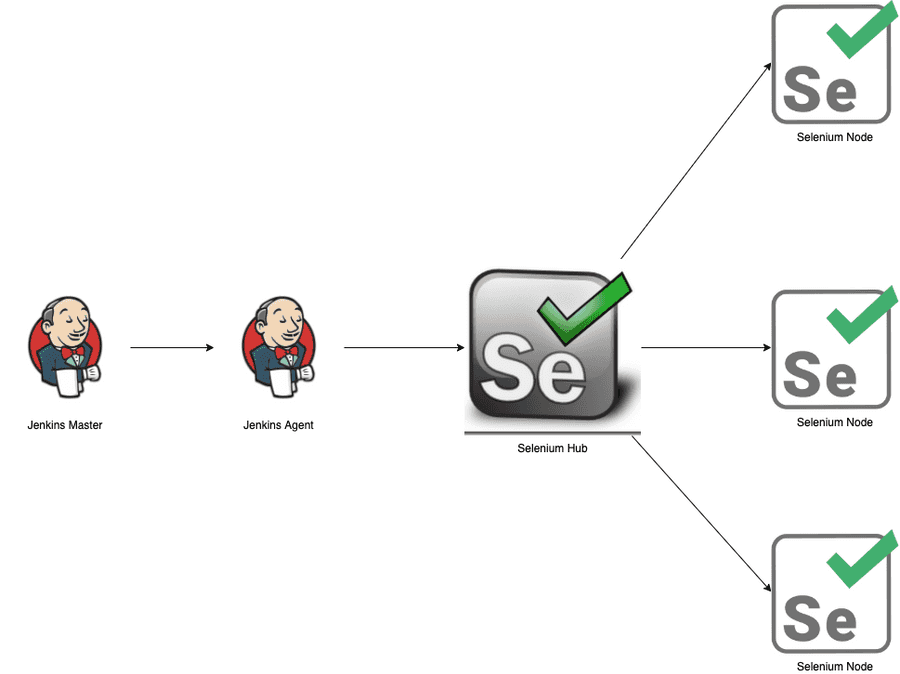 Se
Selenium Node
Jenkins Master
Jenkins Agent
Se
Selenium Hub
Se
Selenium Node
Se
Selenium Node